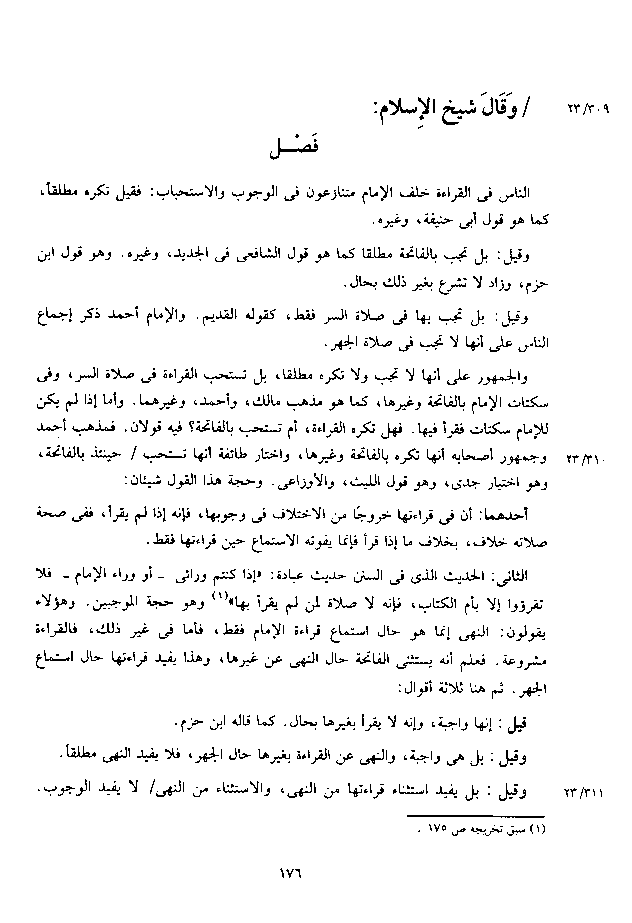 ٢٣/٣٠٩ / وَقَالَ شيخ الإِسلام:
فَصْــل
الناس فى القراءة خلف الإمام متنازعون فى الوجوب والاستحباب: فقيل تكره مطلقاً،
كما هو قول أبى حنيفة، وغيره.
وقيل: بل تجب بالفاتحة مطلقا كما هو قول الشافعى فى الجديد، وغيره. وهو قول ابن
حزم، وزاد لا تشرع بغير ذلك بحال.
وقيل: بل تجب بها فى صلاة السر فقط، كقوله القديم. والإمام أحمد ذكر إجماع
الناس على أنها لا تجب فى صلاة الجهر.
والجمهور على أنها لا تجب ولا تكره مطلقا، بل تستحب القراءة فى صلاة السر، وفى
سكتات الإمام بالفاتحة وغيرها، كما هو مذهب مالك، وأحمد، وغيرهما. وأما إذا لم يكن
للإمام سكتات فقرأ فيها. فهل تكره القراءة، أم تستحب بالفاتحة؟ فيه قولان. فمذهب أحمد
٢٣/٣١٠ وجمهور أصحابه أنها تكره بالفاتحة وغيرها، واختار طائفة أنها تستحب / حينئذ بالفاتحة،
وهو اختيار جدى، وهو قول الليث، والأوزاعى. وحجة هذا القول شيئان:
أحدهما: أن فى قراءتها خروجًا من الاختلاف فى وجوبها، فإنه إذا لم يقرأ، ففى صحة
صلاته خلاف، بخلاف ما إذا قرأ فإنما يفوته الاستماع حين قراءتها فقط.
الثانى: الحديث الذى فى السنن حديث عبادة: «إذا كنتم ورائى ـ أو وراء الإمام ـ فلا
تقرؤوا إلا بأم الكتاب، فإنه لا صلاة لمن لم يقرأ بها»(١) وهو حجة الموجبين. وهؤلاء
يقولون: النهى إنما هو حال استماع قراءة الإمام فقط، فأما فى غير ذلك، فالقراءة
مشروعة. فعلم أنه يستثنى الفاتحة حال النهى عن غيرها، وهذا يفيد قراءتها حال استماع
الجهر. ثم هنا ثلاثة أقوال:
قيل: إنها واجبة، وإنه لا يقرأ بغيرها بحال. كما قاله ابن حزم.
وقيل: بل هى واجبة، والنهى عن القراءة بغيرها حال الجهر، فلا يفيد النهى مطلقاً.
٢٣/٣١١ وقيل: بل يفيد استثناء قراءتها من النهى، والاستثناء من النهى/ لا يفيد الوجوب.
(١) سبق تخريجه ص ١٧٥ .
١٧٦